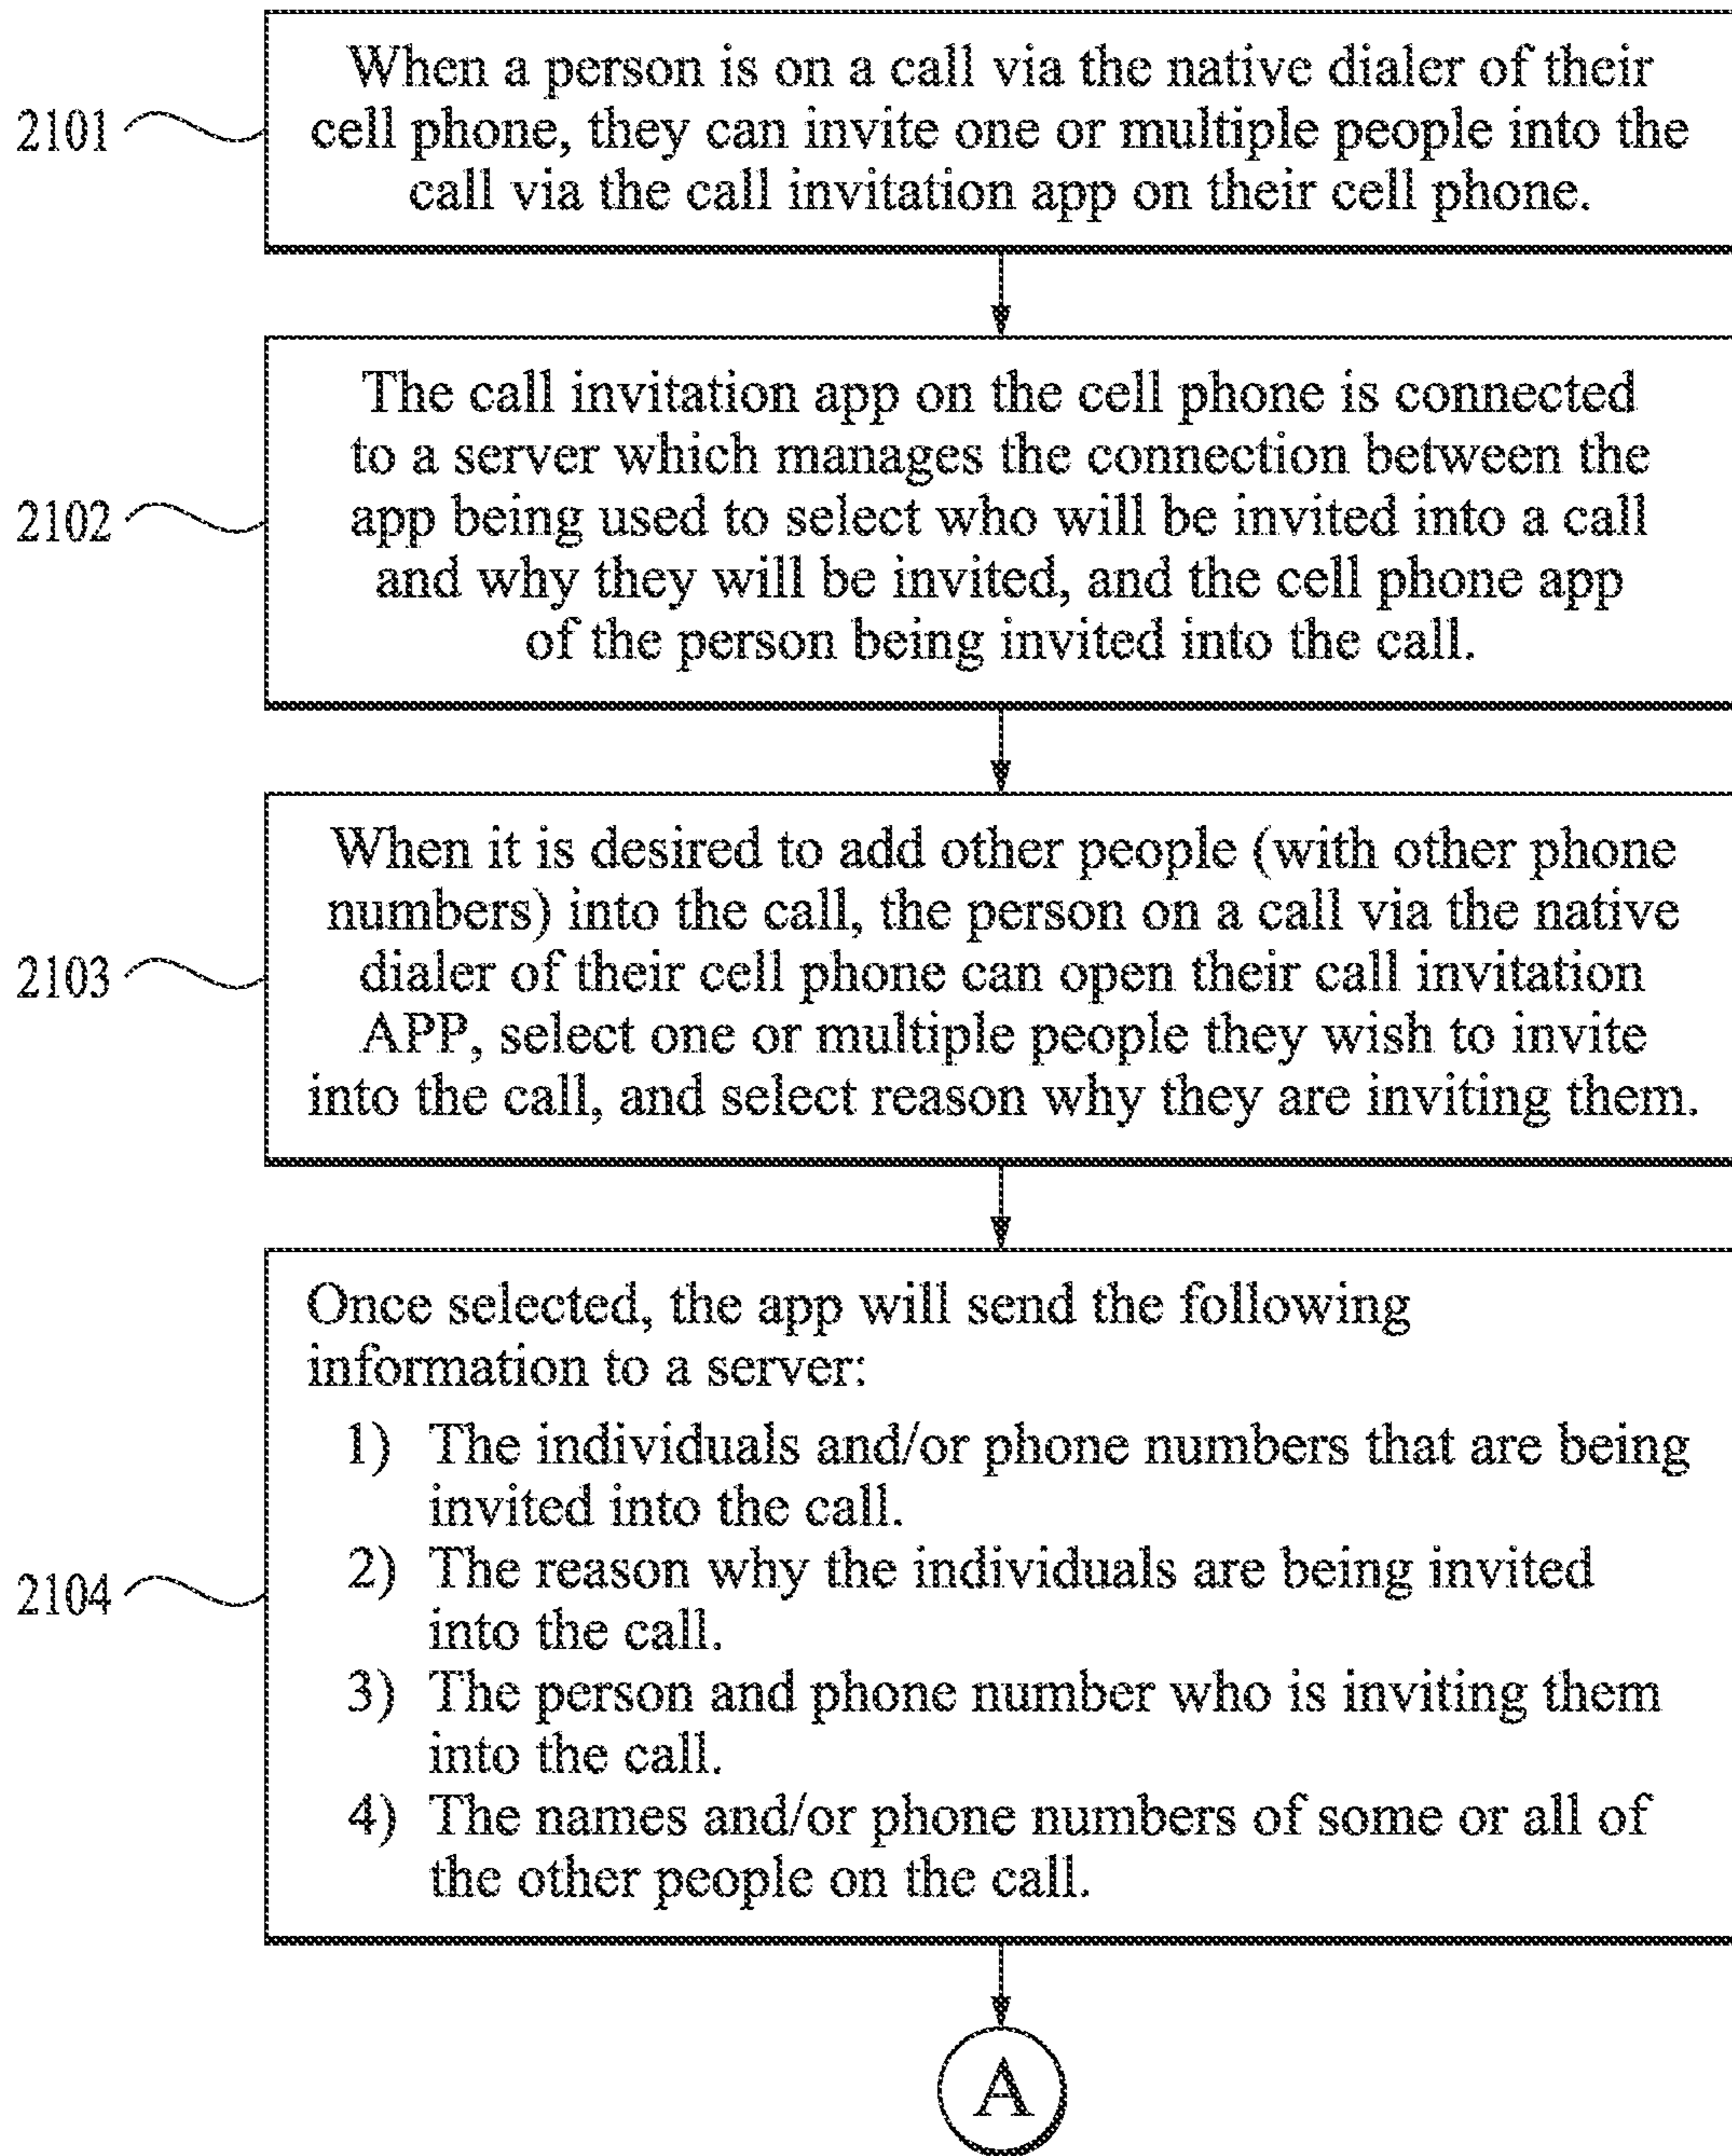 When a person is on a call via the native dialer of their
2101
cell phone, they can invite one or multiple people into the
call via the call invitation app on their cell phone.
The call invitation app on the cell phone is connected
to a server which manages the connection between the
2102
app being used to select who will be invited into a call
and why they will be invited, and the cell phone app
of the person being invited into the call.
When it is desired to add other people (with other phone
numbers) into the call, the person on a call via the native
2103
dialer of their cell phone can open their call invitation
APP, select one or multiple people they wish to invite
into the call, and select reason why they are inviting them.
Once selected, the app will send the following
information to a server:
1) The individuals and/or phone numbers that are being
invited into the call.
2104
2) The reason why the individuals are being invited
into the call.
3) The person and phone number who is inviting them
into the call.
4) The names and/or phone numbers of some or all of
the other people on the call.
A